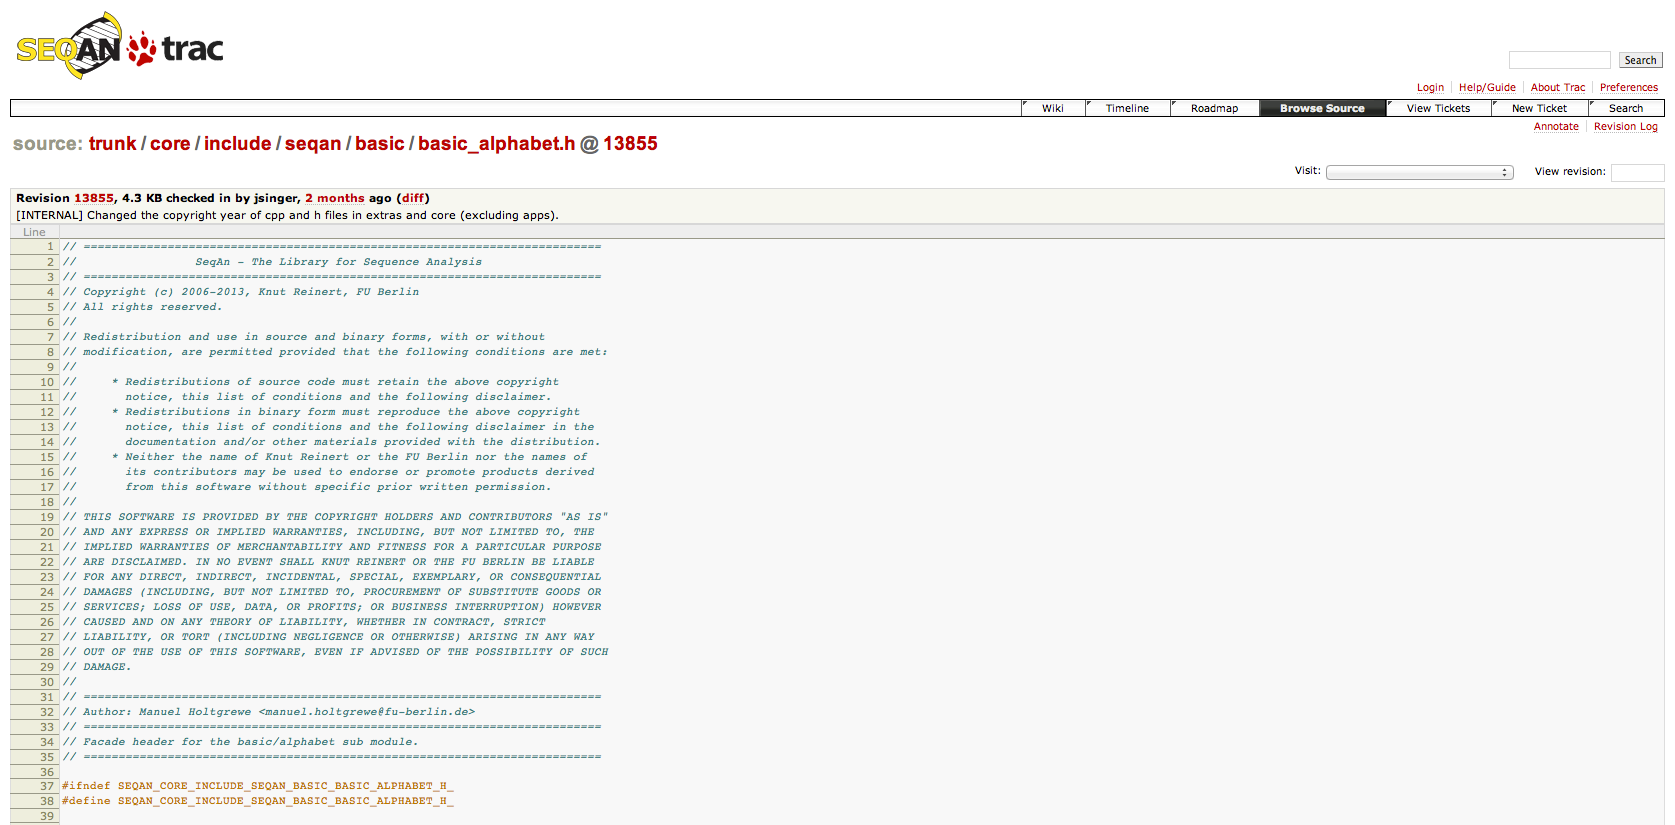 SEQAN trac
Search
Login Help/Guide About Trac Preferences
Wiki Timeline Roadmap Browse Source View Tickets New Ticket Search
Annotate Revision Log
source: trunk / core / include / seqan / basic / basic_alphabet.h @ 13855
Visit: View revision:
Revision 13855, 4.3 KB checked in by jsinger, 2 months ago (diff)
[INTERNAL] Changed the copyright year of cpp and h files in extras and core (excluding apps).
Line
1 // ==========================================================================
2 //                 SeqAn - The Library for Sequence Analysis
3 // ==========================================================================
4 // Copyright (c) 2006-2013, Knut Reinert, FU Berlin
5 // All rights reserved.
6 //
7 // Redistribution and use in source and binary forms, with or without
8 // modification, are permitted provided that the following conditions are met:
9 //
10 //     * Redistributions of source code must retain the above copyright
11 //       notice, this list of conditions and the following disclaimer.
12 //     * Redistributions in binary form must reproduce the above copyright
13 //       notice, this list of conditions and the following disclaimer in the
14 //       documentation and/or other materials provided with the distribution.
15 //     * Neither the name of Knut Reinert or the FU Berlin nor the names of
16 //       its contributors may be used to endorse or promote products derived
17 //       from this software without specific prior written permission.
18 //
19 // THIS SOFTWARE IS PROVIDED BY THE COPYRIGHT HOLDERS AND CONTRIBUTORS "AS IS"
20 // AND ANY EXPRESS OR IMPLIED WARRANTIES, INCLUDING, BUT NOT LIMITED TO, THE
21 // IMPLIED WARRANTIES OF MERCHANTABILITY AND FITNESS FOR A PARTICULAR PURPOSE
22 // ARE DISCLAIMED. IN NO EVENT SHALL KNUT REINERT OR THE FU BERLIN BE LIABLE
23 // FOR ANY DIRECT, INDIRECT, INCIDENTAL, SPECIAL, EXEMPLARY, OR CONSEQUENTIAL
24 // DAMAGES (INCLUDING, BUT NOT LIMITED TO, PROCUREMENT OF SUBSTITUTE GOODS OR
25 // SERVICES; LOSS OF USE, DATA, OR PROFITS; OR BUSINESS INTERRUPTION) HOWEVER
26 // CAUSED AND ON ANY THEORY OF LIABILITY, WHETHER IN CONTRACT, STRICT
27 // LIABILITY, OR TORT (INCLUDING NEGLIGENCE OR OTHERWISE) ARISING IN ANY WAY
28 // OUT OF THE USE OF THIS SOFTWARE, EVEN IF ADVISED OF THE POSSIBILITY OF SUCH
29 // DAMAGE.
30 //
31 // ==========================================================================
32 // Author: Manuel Holtgrewe <manuel.holtgrewe@fu-berlin.de>
33 // ==========================================================================
34 // Facade header for the basic/alphabet sub module.
35 // ==========================================================================
36
37 #ifndef SEQAN_CORE_INCLUDE_SEQAN_BASIC_BASIC_ALPHABET_H_
38 #define SEQAN_CORE_INCLUDE_SEQAN_BASIC_BASIC_ALPHABET_H_
39